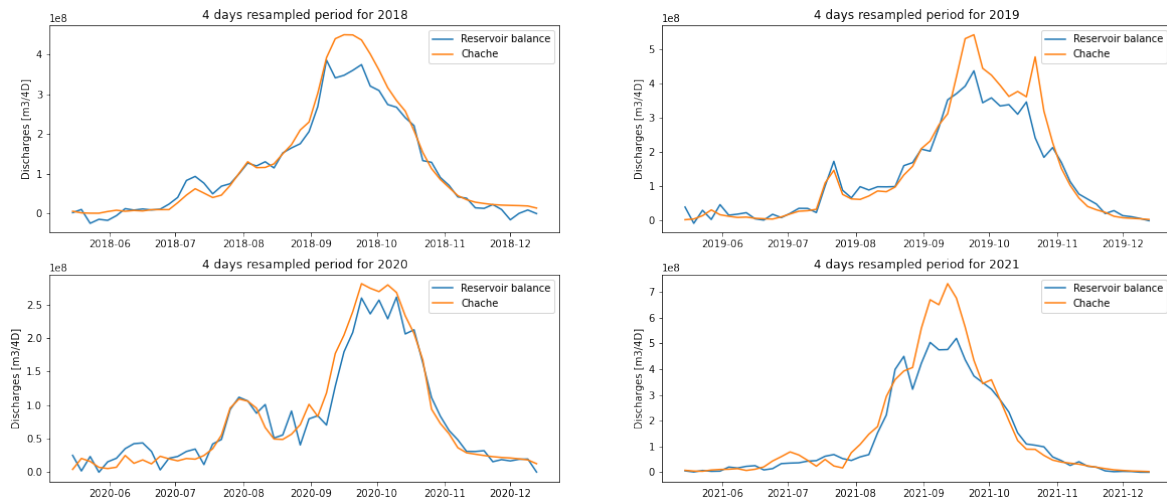 4 days resampled period for 2018
1e8
Discharges [m3/4D]
4
3
2
1
0
Reservoir balance
Chache
2018-06 2018-07 2018-08 2018-09 2018-10 2018-11 2018-12
4 days resampled period for 2019
1e8
Discharges [m3/4D]
5
4
3
2
1
0
Reservoir balance
Chache
2019-06 2019-07 2019-08 2019-09 2019-10 2019-11 2019-12
4 days resampled period for 2020
1e8
Discharges [m3/4D]
2.5
2.0
1.5
1.0
0.5
0.0
Reservoir balance
Chache
2020-06 2020-07 2020-08 2020-09 2020-10 2020-11 2020-12
4 days resampled period for 2021
1e8
Discharges [m3/4D]
7
6
5
4
3
2
1
0
Reservoir balance
Chache
2021-06 2021-07 2021-08 2021-09 2021-10 2021-11 2021-12